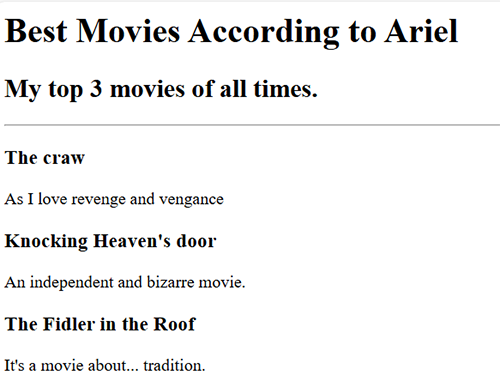 Best Movies According to Ariel
My top 3 movies of all times.
The craw
As I love revenge and vengance
Knocking Heaven's door
An independent and bizarre movie.
The Fidler in the Roof
It's a movie about... tradition.